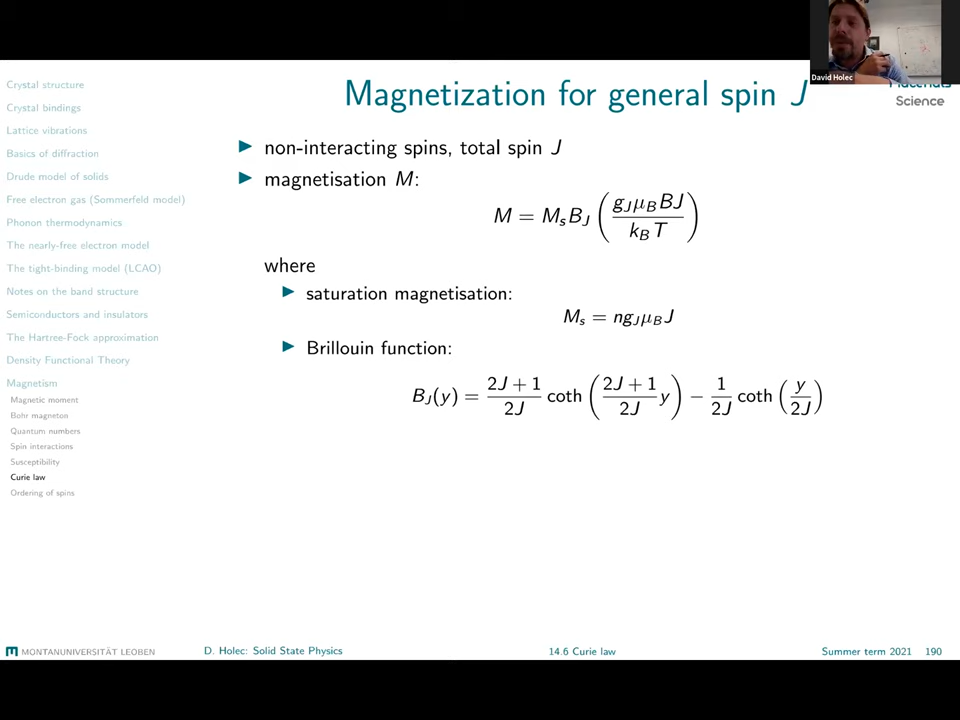 David Holec
Science
Crystal structure
Crystal bindings
Lattice vibrations
Basics of diffraction
Drude model of solids
Free electron gas (Sommerfeld model)
Phonon thermodynamics
The nearly-free electron model
The tight-binding model (LCAO)
Notes on the band structure
Semiconductors and insulators
The Hartree-Fock approximation
Density Functional Theory
Magnetism
Magnetic moment
Bohr magneton
Quantum numbers
Spin interactions
Susceptibility
Curie law
Ordering of spins
Magnetization for general spin J
▶ non-interacting spins, total spin J
▶ magnetisation M:
M = M_s B_J ( g_J μ_B B J / k_B T )
where
▶ saturation magnetisation:
M_s = n g_J μ_B J
▶ Brillouin function:
B_J(y) = (2J + 1)/(2J) coth ( (2J + 1)/(2J) y ) − 1/(2J) coth ( y/(2J) )
MONTANUNIVERSITÄT LEOBEN
D. Holec: Solid State Physics
14.6 Curie law
Summer term 2021 190